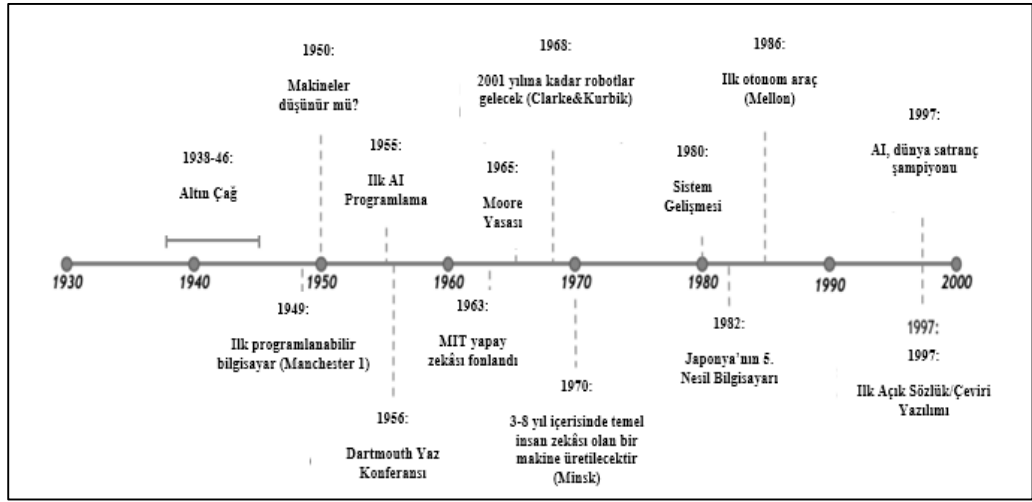 1950:
Makineler
düşünür mü?
1968:
2001 yılına kadar robotlar
gelecek (Clarke&Kurbik)
1986:
Ilk otonom araç
(Mellon)
1997:
AI, dünya satranç
şampiyonu
1938-46:
Altın Çağ
1955:
Ilk AI
Programlama
1965:
Moore
Yasası
1980:
Sistem
Gelişmesi
1930
1940
1950
1960
1970
1980
1990
2000
1949:
Ilk programlanabilir
bilgisayar (Manchester 1)
1963:
MIT yapay
zekâsı fonlandı
1982:
Japonya’nın 5.
Nesil Bilgisayarı
1997:
1997:
Ilk Açık Sözlük/Çeviri
Yazılımı
1956:
Dartmouth Yaz
Konferansı
1970:
3-8 yıl içerisinde temel
insan zekâsı olan bir
makine üretilecektir
(Minsk)